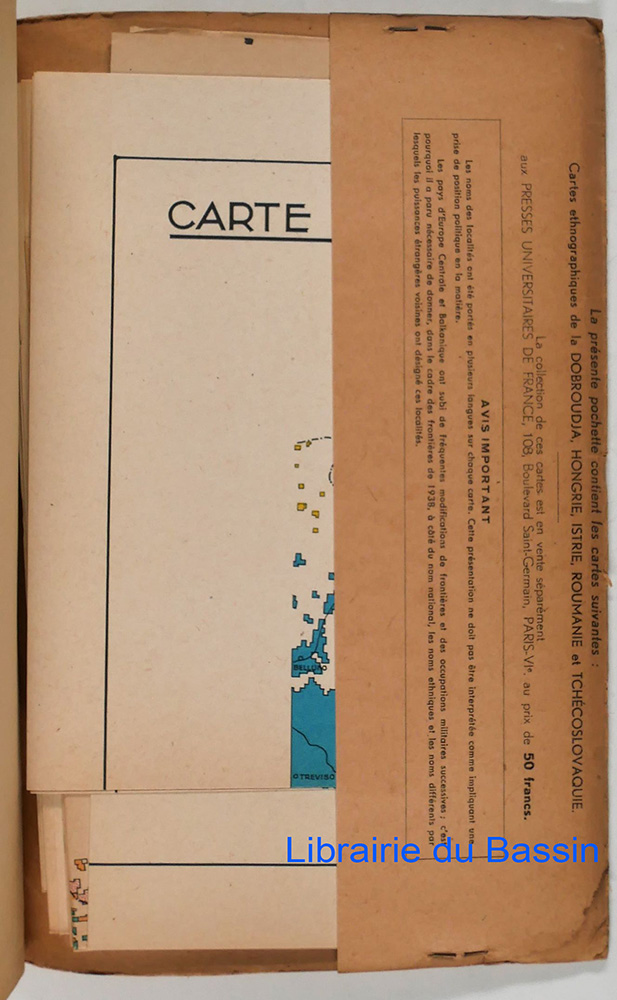 CARTE
La présente pochette contient les cartes suivantes :
Cartes ethnographiques de la DOBROUDJA, HONGRIE, ISTRIE, ROUMANIE et TCHÉCOSLOVAQUIE.
La collection de ces cartes est en vente séparément
aux PRESSES UNIVERSITAIRES DE FRANCE, 108, Boulevard Saint-Germain, PARIS-VIe, au prix de 50 francs.
AVIS IMPORTANT
Les noms des localités ont été portés en plusieurs langues sur chaque carte. Cette présentation ne doit pas être interprétée comme impliquant une
prise de position politique en la matière.
Les pays d'Europe Centrale et Balkanique ont subi de fréquentes modifications de frontières et des occupations militaires successives ; c'est
pourquoi il a paru nécessaire de donner, dans le cadre des frontières de 1938, à côté du nom national, les noms ethniques et les noms différents par
lesquels les puissances étrangères voisines ont désigné ces localités.
BELLUNO
TREVISO
Librairie du Bassin